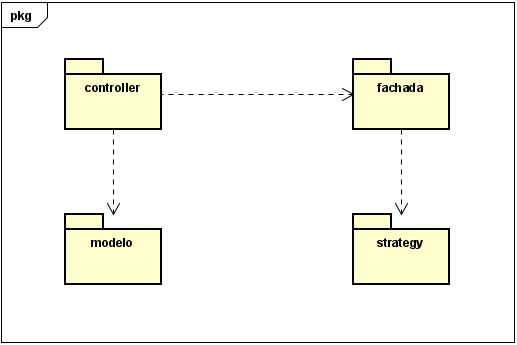 pkg
controller
fachada
modelo
strategy